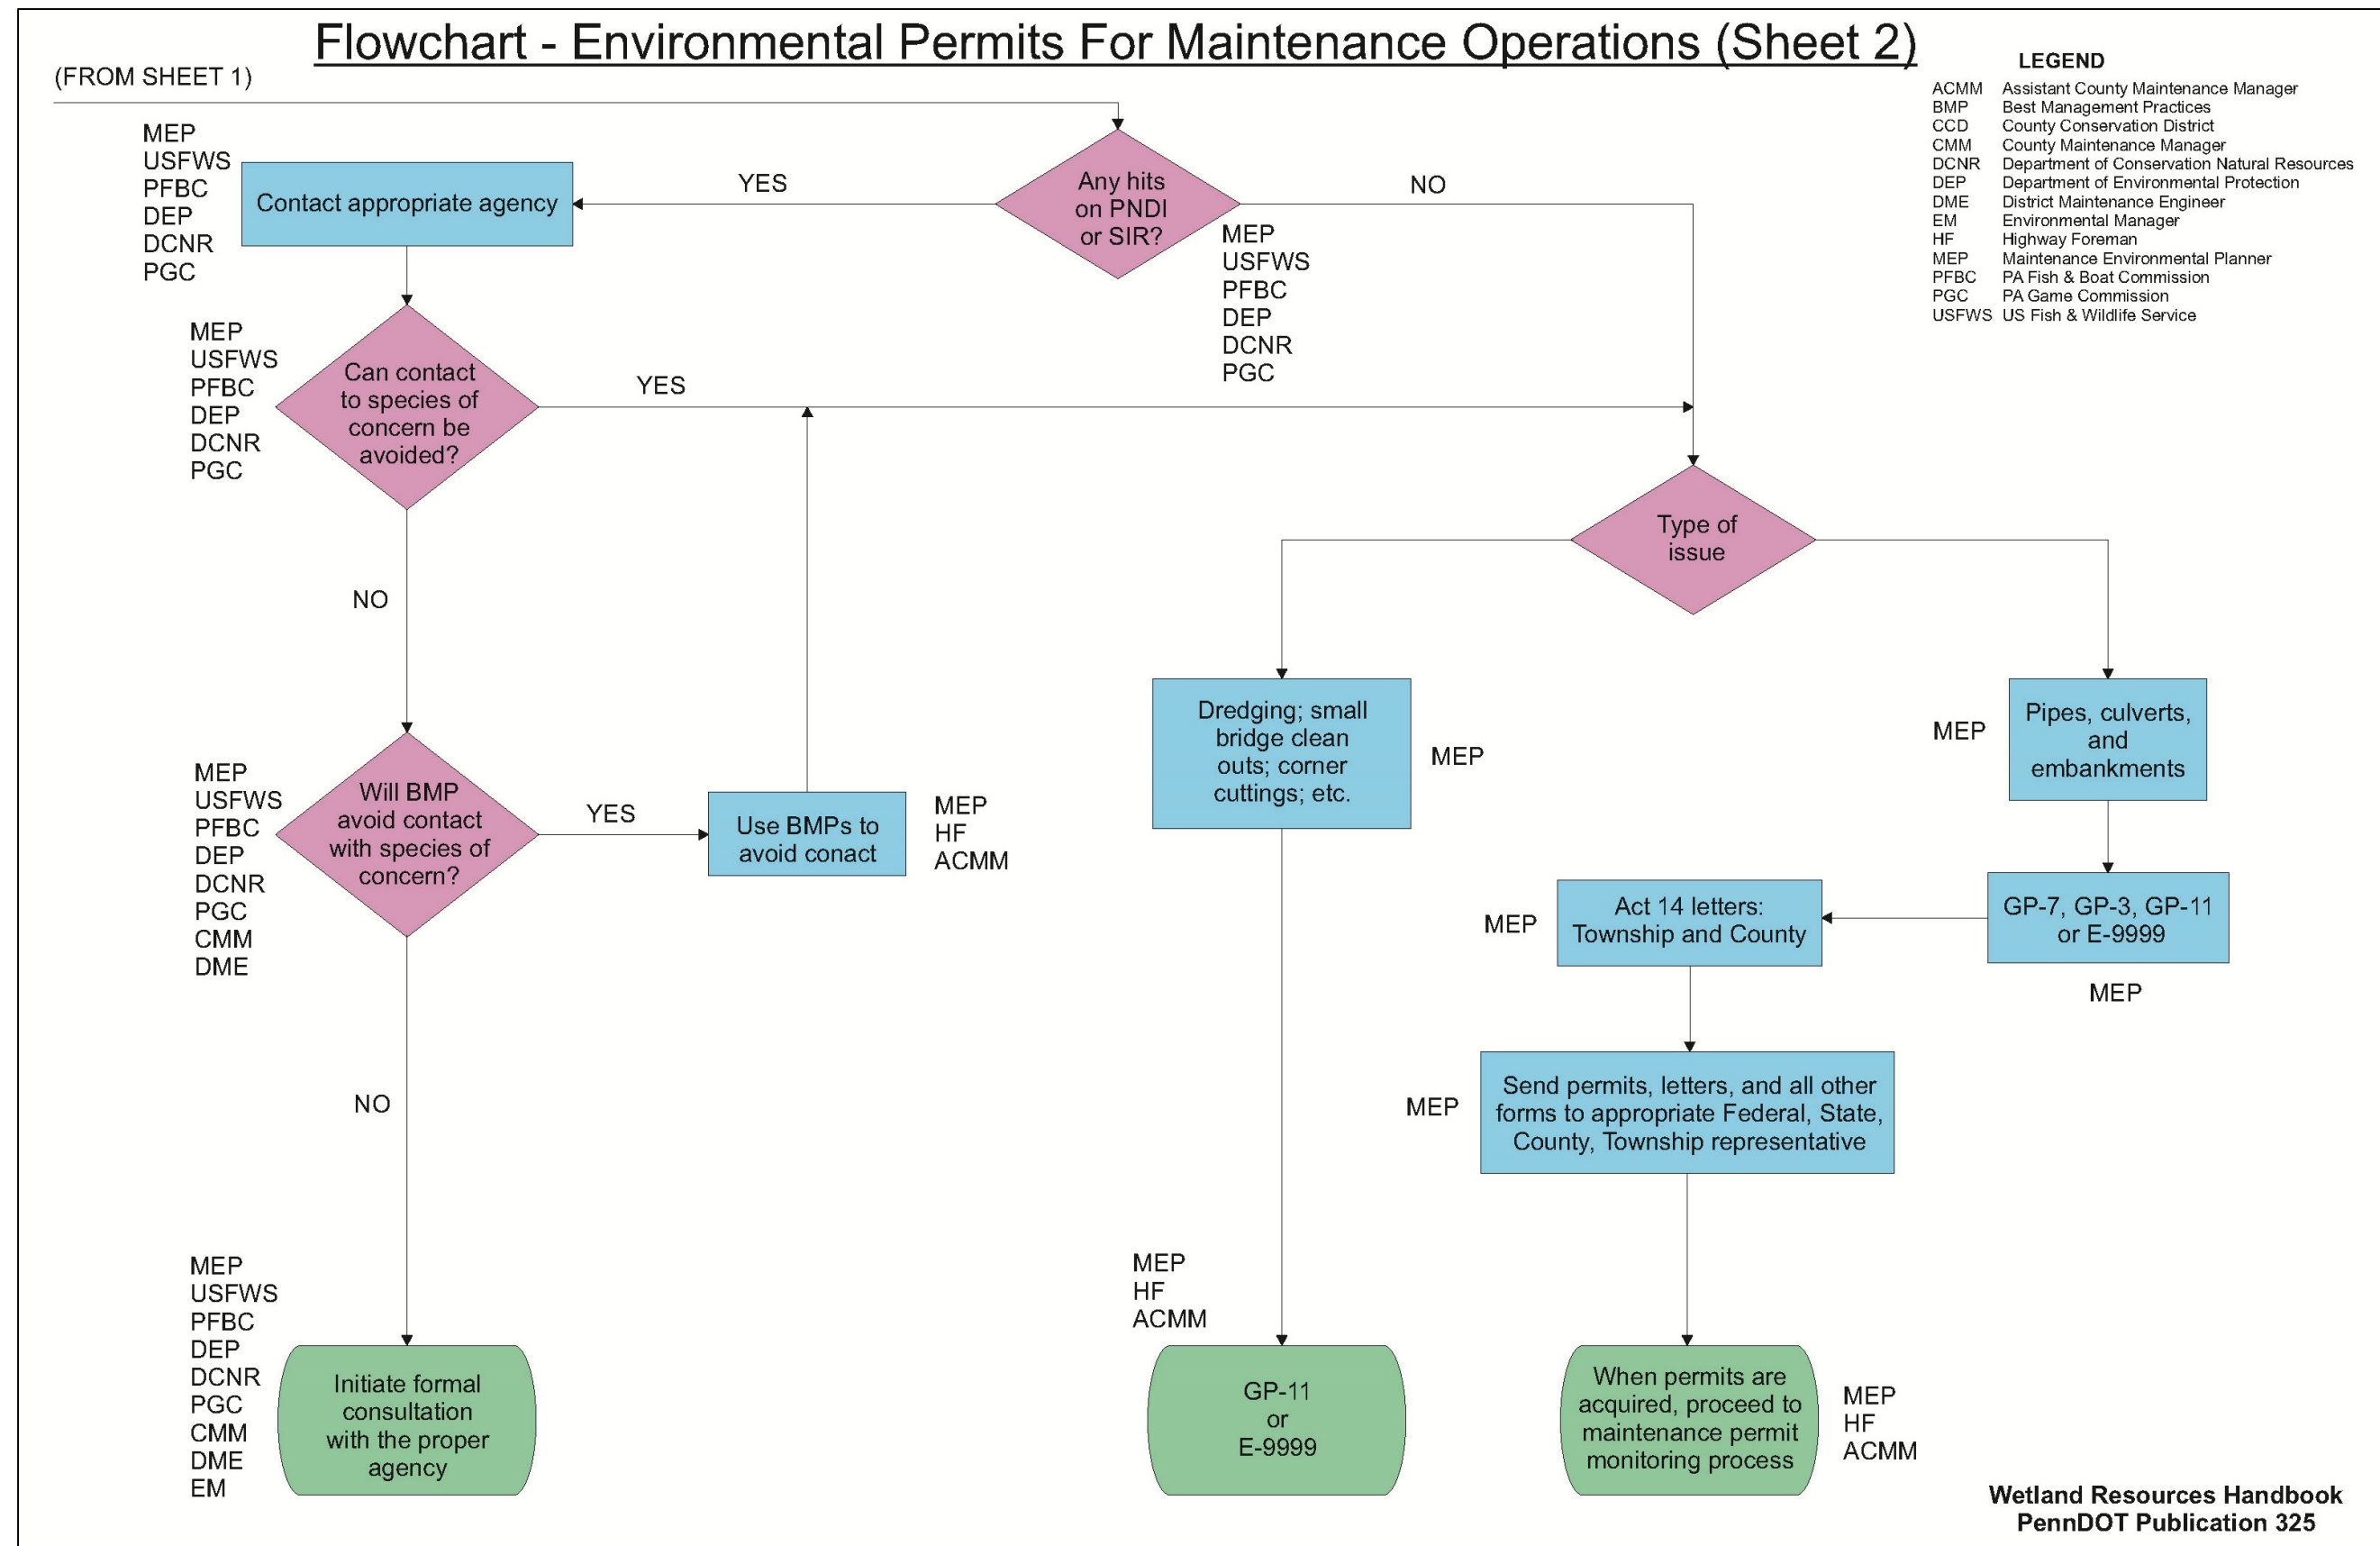 Flowchart - Environmental Permits For Maintenance Operations (Sheet 2)
(FROM SHEET 1)
LEGEND
ACMM Assistant County Maintenance Manager
BMP Best Management Practices
CCD County Conservation District
CMM County Maintenance Manager
DCNR Department of Conservation Natural Resources
DEP Department of Environmental Protection
DME District Maintenance Engineer
EM Environmental Manager
HF Highway Foreman
MEP Maintenance Environmental Planner
PFBC PA Fish & Boat Commission
PGC PA Game Commission
USFWS US Fish & Wildlife Service
Any hits
on PNDI
or SIR?
MEP
USFWS
PFBC
DEP
DCNR
PGC
YES
NO
MEP
USFWS
PFBC
DEP
DCNR
PGC
Contact appropriate agency
MEP
USFWS
PFBC
DEP
DCNR
PGC
Can contact
to species of
concern be
avoided?
YES
NO
MEP
USFWS
PFBC
DEP
DCNR
PGC
CMM
DME
Will BMP
avoid contact
with species of
concern?
YES
Use BMPs to
avoid conact
MEP
HF
ACMM
NO
MEP
USFWS
PFBC
DEP
DCNR
PGC
CMM
DME
EM
Initiate formal
consultation
with the proper
agency
Type of
issue
Dredging; small
bridge clean
outs; corner
cuttings; etc.
MEP
MEP
HF
ACMM
GP-11
or
E-9999
MEP
Pipes, culverts,
and
embankments
GP-7, GP-3, GP-11
or E-9999
MEP
MEP
Act 14 letters:
Township and County
MEP
Send permits, letters, and all other
forms to appropriate Federal, State,
County, Township representative
When permits are
acquired, proceed to
maintenance permit
monitoring process
MEP
HF
ACMM
Wetland Resources Handbook
PennDOT Publication 325